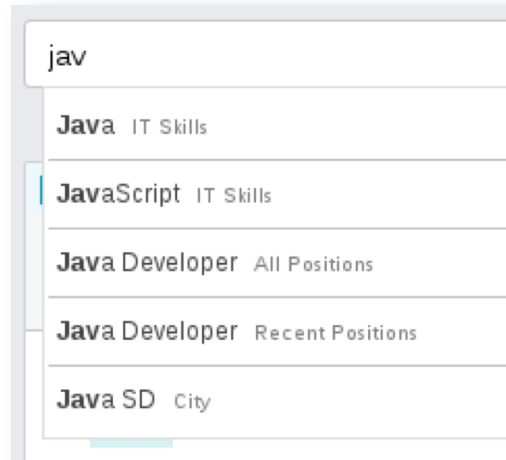 jav
Java IT Skills
JavaScript IT Skills
Java Developer All Positions
Java Developer Recent Positions
Java SD City